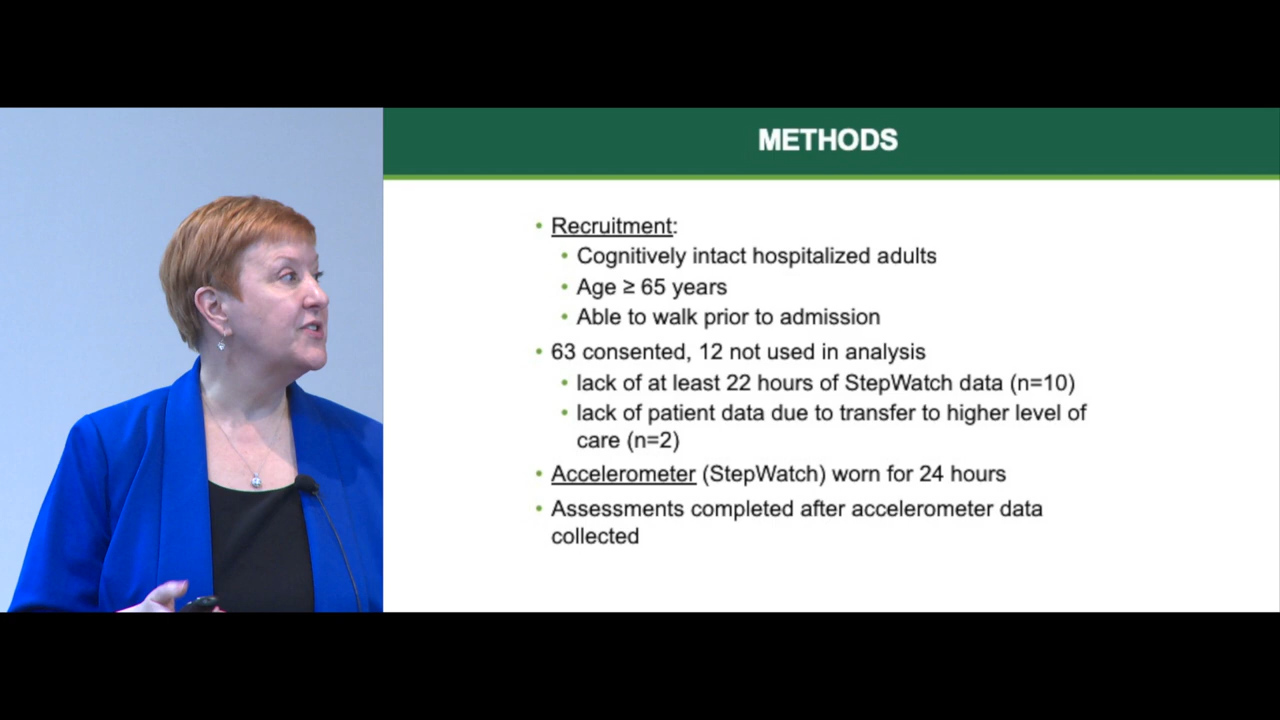 METHODS
• Recruitment:
• Cognitively intact hospitalized adults
• Age ≥ 65 years
• Able to walk prior to admission
• 63 consented, 12 not used in analysis
• lack of at least 22 hours of StepWatch data (n=10)
• lack of patient data due to transfer to higher level of
care (n=2)
• Accelerometer (StepWatch) worn for 24 hours
• Assessments completed after accelerometer data
collected